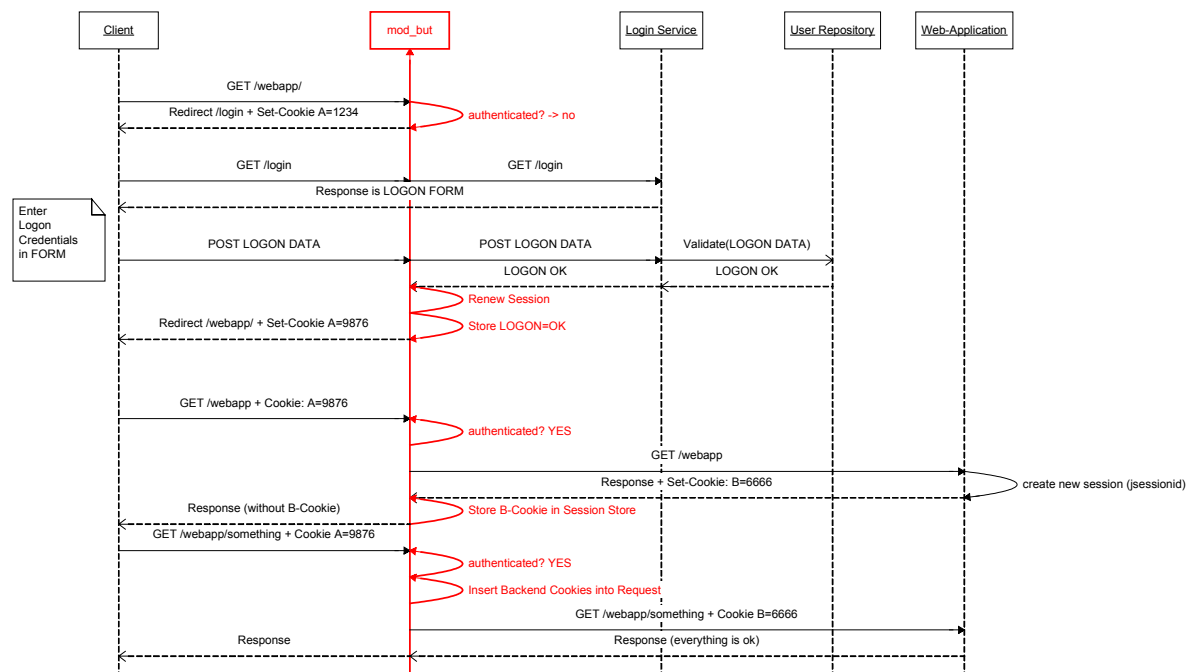 Client
mod_but
Login Service
User Repository
Web-Application
GET /webapp/
Redirect /login + Set-Cookie A=1234
authenticated? -> no
GET /login
GET /login
Response is LOGON FORM
Enter
Logon
Credentials
in FORM
POST LOGON DATA
POST LOGON DATA
Validate(LOGON DATA)
LOGON OK
LOGON OK
Renew Session
Redirect /webapp/ + Set-Cookie A=9876
Store LOGON=OK
GET /webapp + Cookie: A=9876
authenticated? YES
GET /webapp
Response + Set-Cookie: B=6666
create new session (jsessionid)
Response (without B-Cookie)
Store B-Cookie in Session Store
GET /webapp/something + Cookie A=9876
authenticated? YES
Insert Backend Cookies into Request
GET /webapp/something + Cookie B=6666
Response
Response (everything is ok)